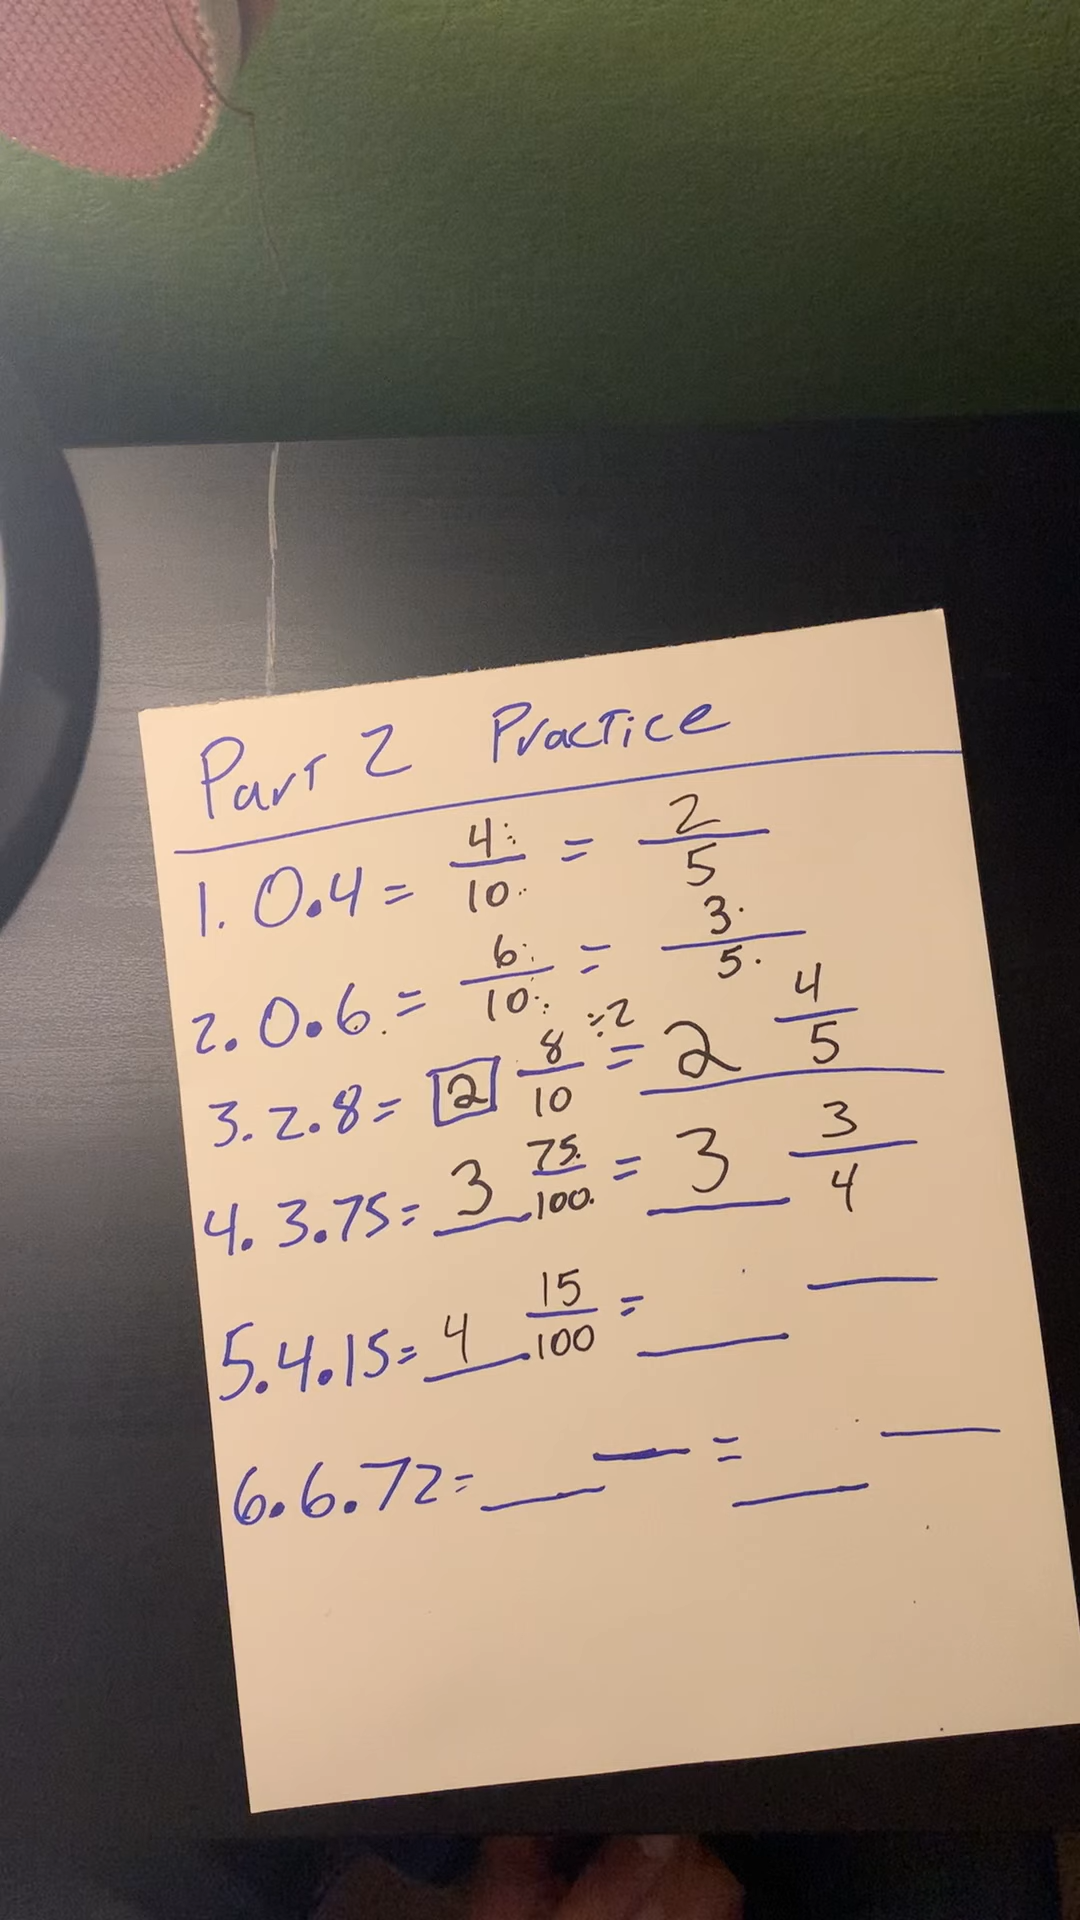 Part 2 Practice
1. 0.4 = 4/10 = 2/5
2. 0.6 = 6/10 = 3/5
3. 2.8 = 2 8/10 ÷2 = 2 4/5
4. 3.75 = 3 75/100 = 3 3/4
5. 4.15 = 4 15/100 =
6. 6.72 = =